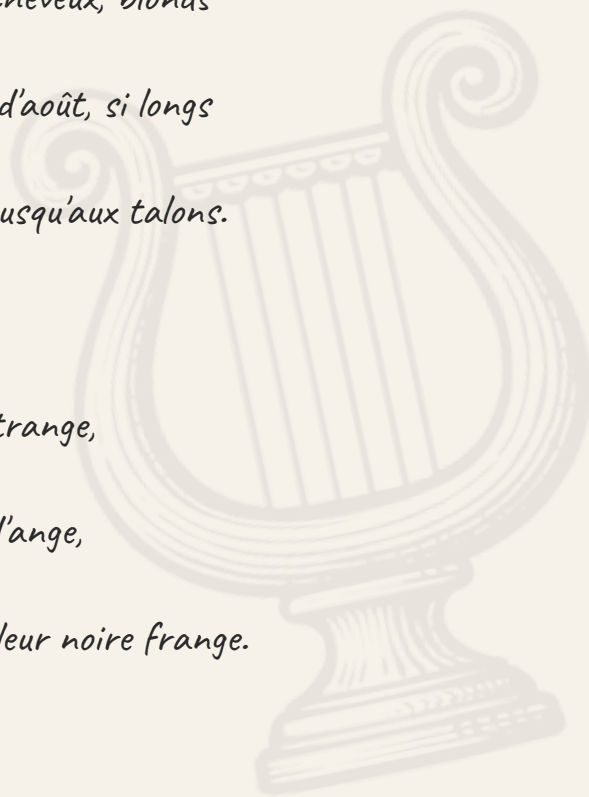 cheveux, blonds
d'août, si longs
usqu'aux talons.
trange,
d'ange,
leur noire frange.